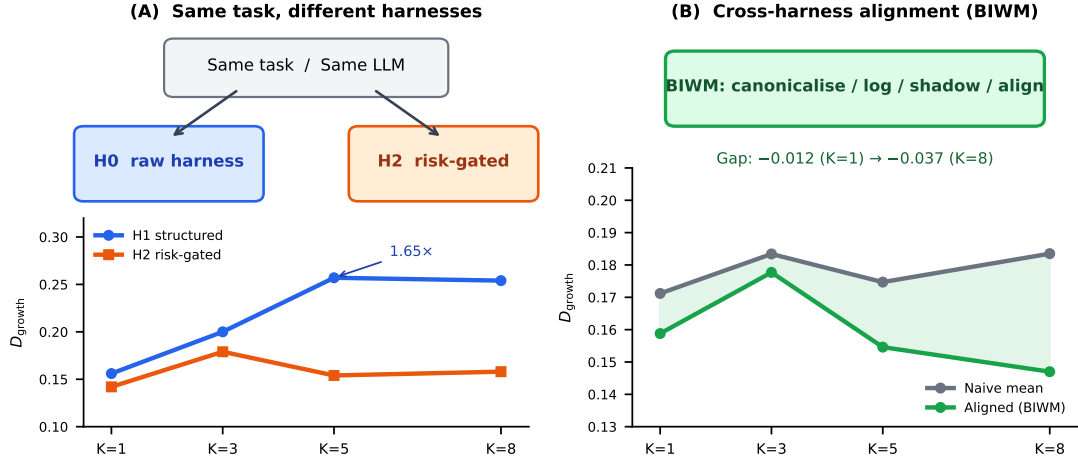 (A)  Same task, different harnesses
Same task  /  Same LLM
H0  raw harness
H2  risk-gated
H1 structured
H2 risk-gated
1.65×
D_growth
0.30
0.25
0.20
0.15
0.10
K=1
K=3
K=5
K=8
(B)  Cross-harness alignment (BIWM)
BIWM: canonicalise / log / shadow / align
Gap: −0.012 (K=1) → −0.037 (K=8)
D_growth
0.21
0.20
0.19
0.18
0.17
0.16
0.15
0.14
0.13
Naive mean
Aligned (BIWM)
K=1
K=3
K=5
K=8